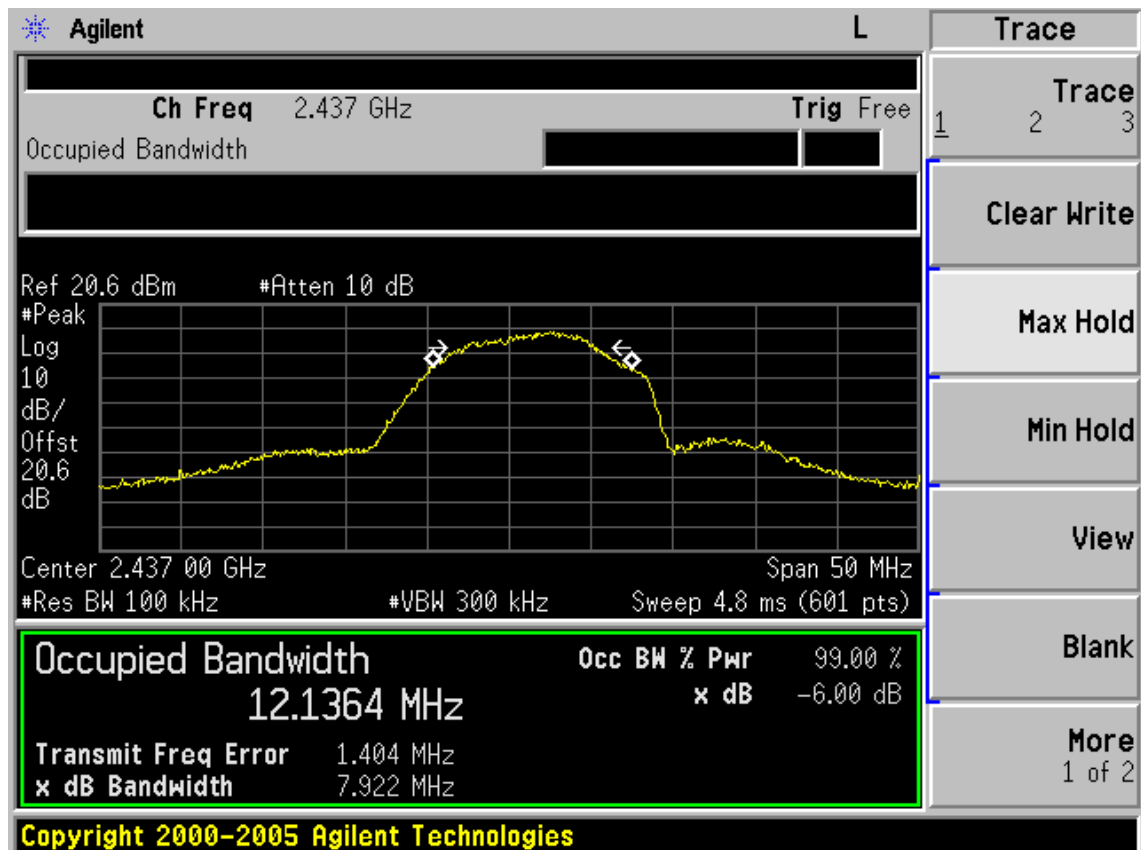 Agilent L Trace
Ch Freq 2.437 GHz Trig Free
Occupied Bandwidth
Trace
1 2 3
Clear Write
Ref 20.6 dBm #Atten 10 dB
#Peak
Log
10
dB/
Offst
20.6
dB
Max Hold
Min Hold
View
Center 2.437 00 GHz Span 50 MHz
#Res BW 100 kHz #VBW 300 kHz Sweep 4.8 ms (601 pts)
Occupied Bandwidth Occ BW % Pwr 99.00 %
12.1364 MHz x dB -6.00 dB
Blank
Transmit Freq Error 1.404 MHz
x dB Bandwidth 7.922 MHz
More
1 of 2
Copyright 2000-2005 Agilent Technologies